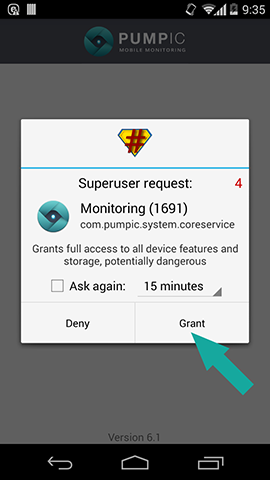 9:35
PUMPIC
MOBILE MONITORING
#
Superuser request: 4
Monitoring (1691)
com.pumpic.system.coreservice
Grants full access to all device features and
storage, potentially dangerous
Ask again: 15 minutes
Deny Grant
Version 6.1